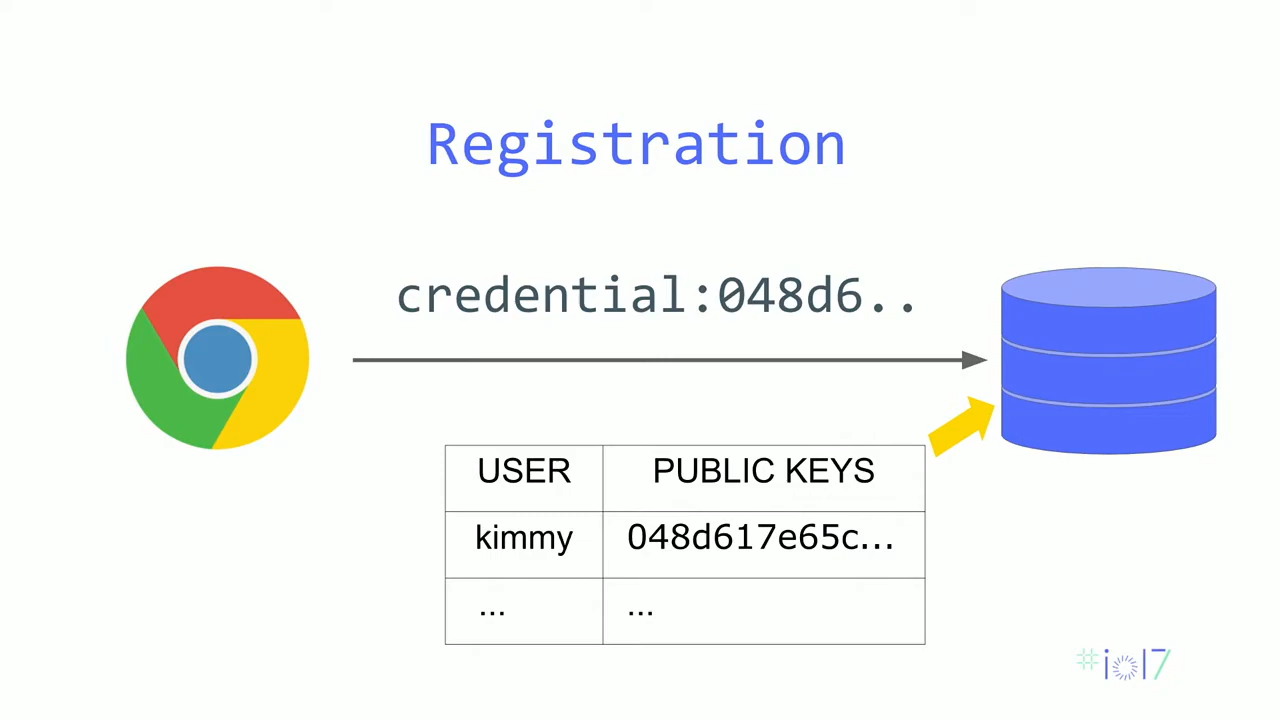 Registration
credential:048d6..
USER PUBLIC KEYS
kimmy 048d617e65c...
... ...
#io17